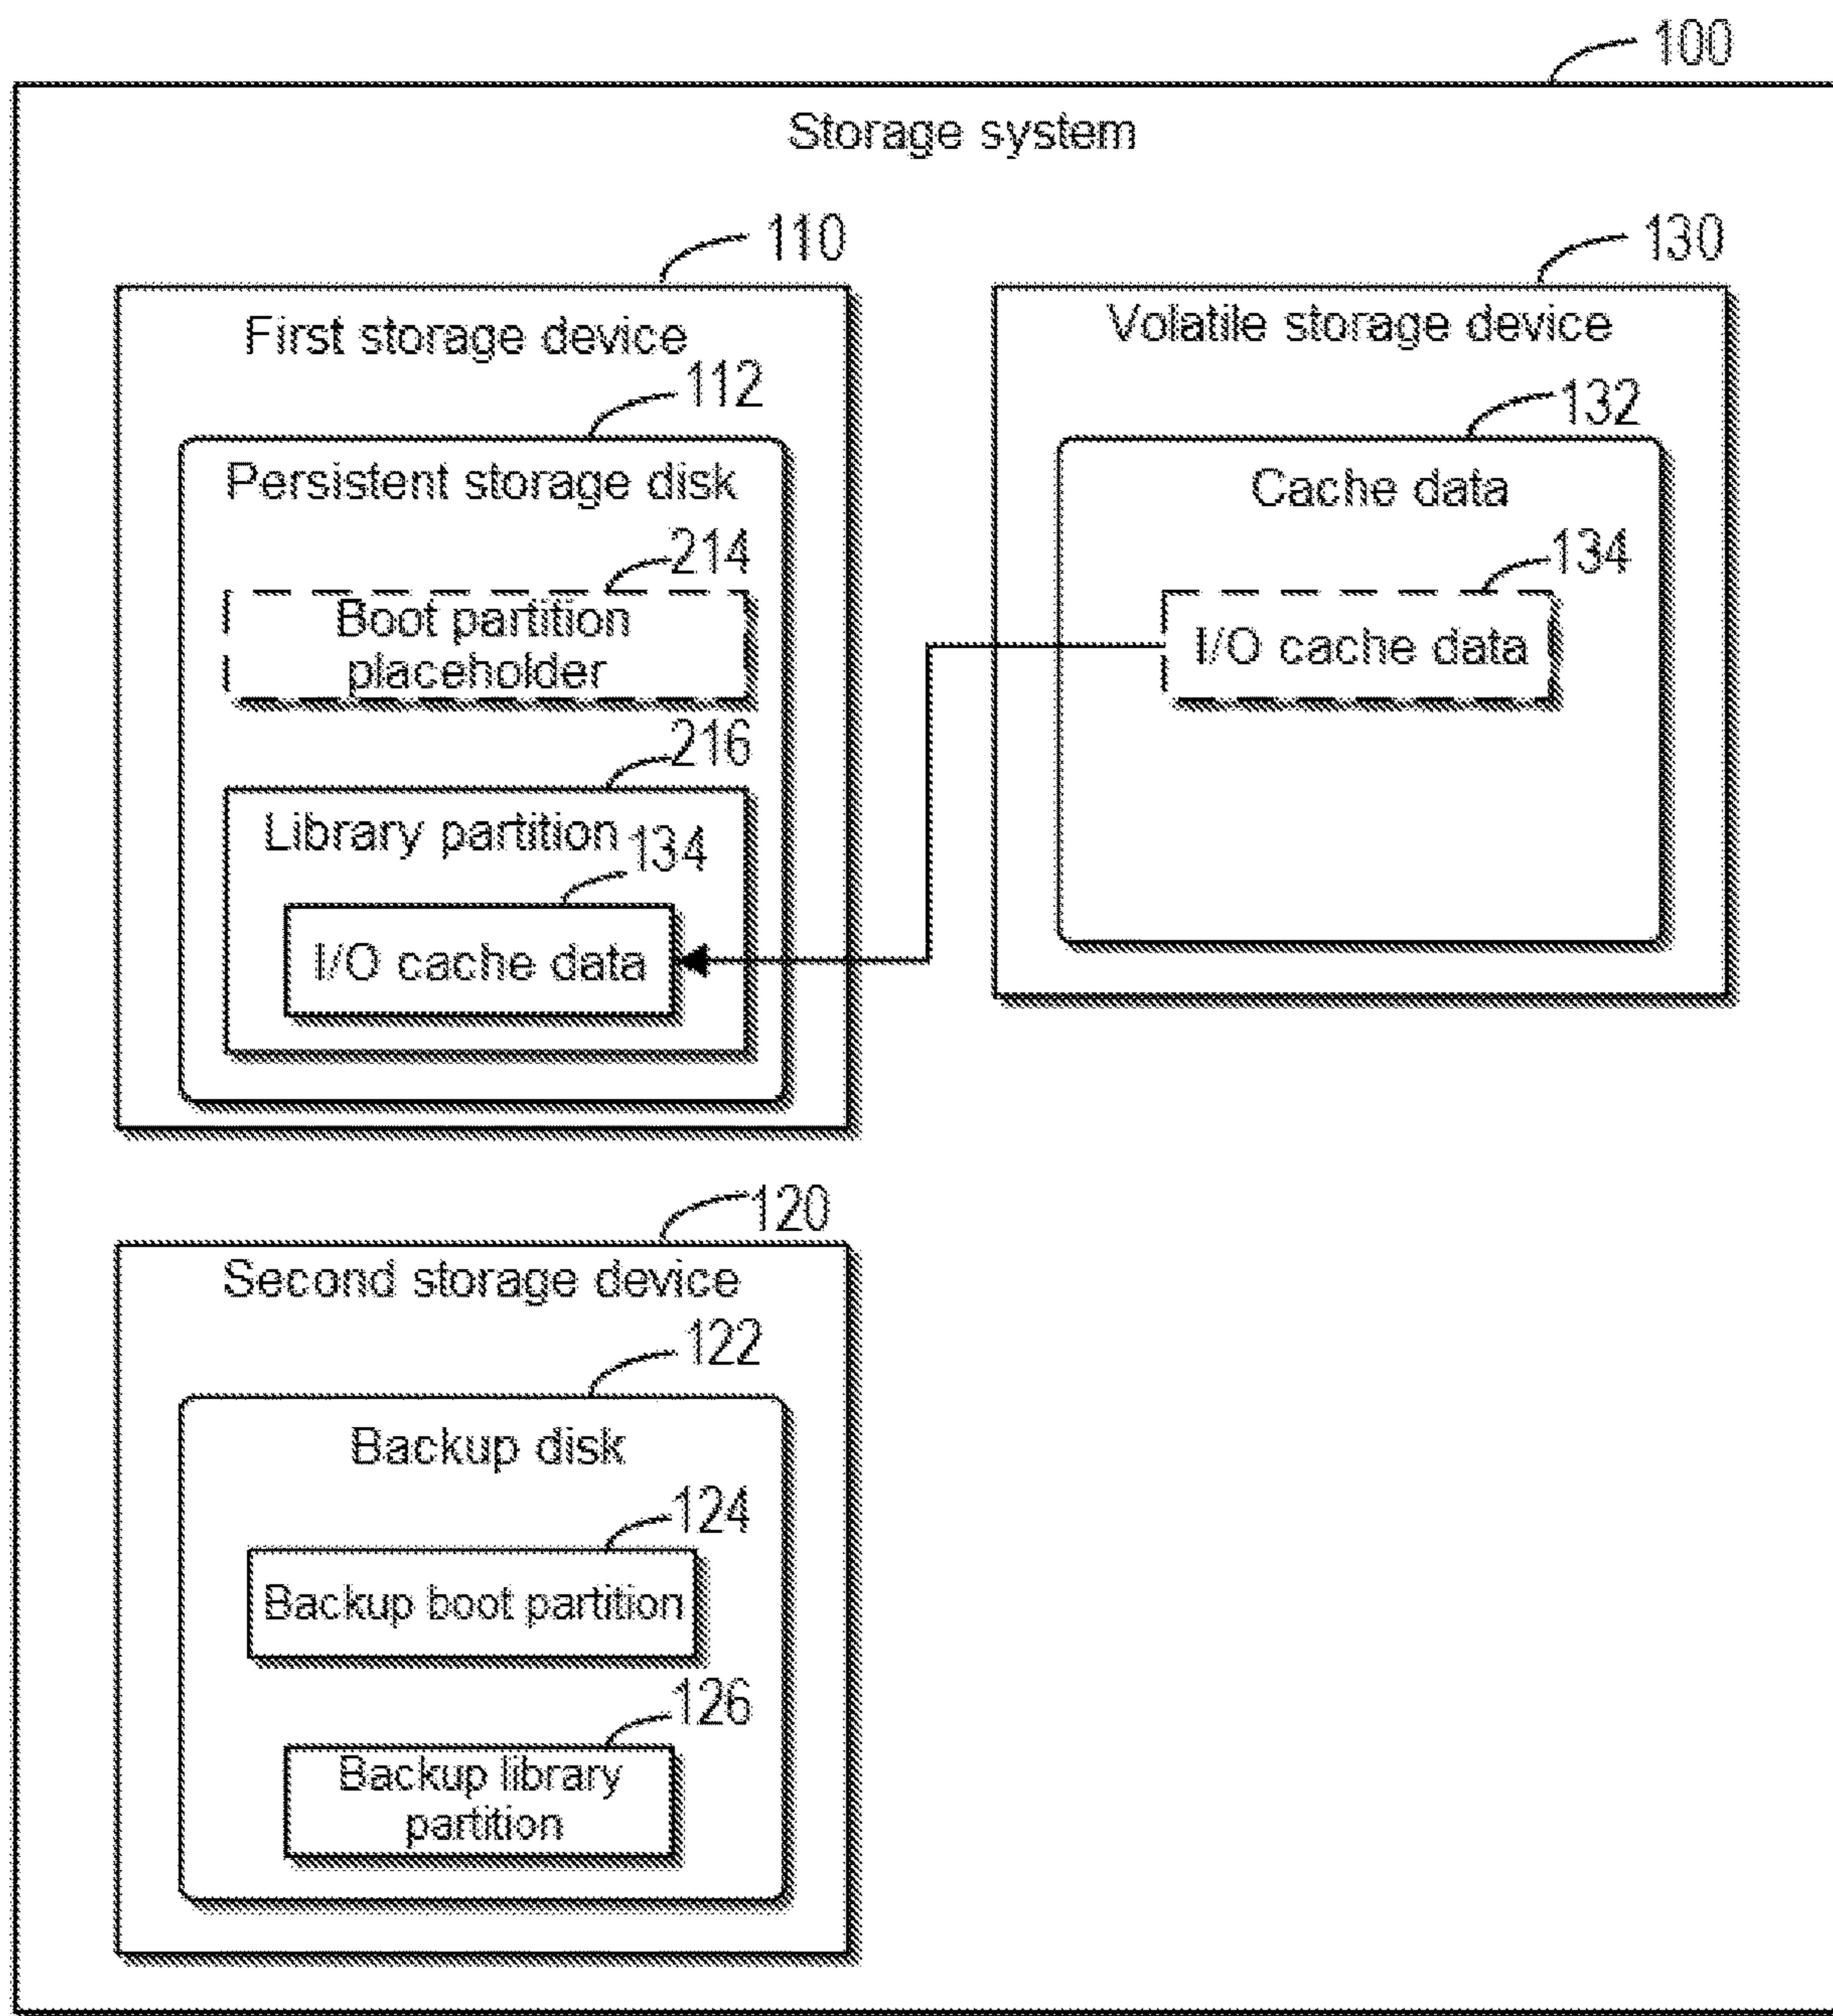 100
Storage system
110
First storage device
112
Persistent storage disk
214
Boot partition
placeholder
216
Library partition
134
I/O cache data
130
Volatile storage device
132
Cache data
134
I/O cache data
120
Second storage device
122
Backup disk
124
Backup boot partition
126
Backup library
partition